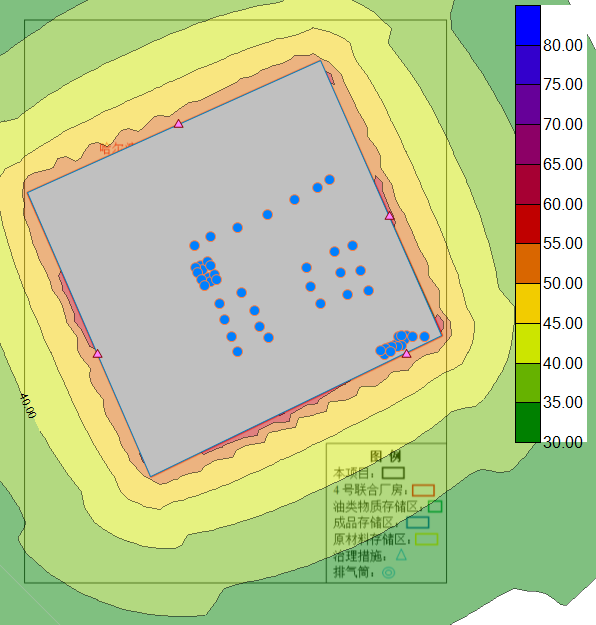 哈尔
80.00
75.00
70.00
65.00
60.00
55.00
50.00
45.00
40.00
35.00
30.00
40.00
图 例
本项目：
4 号联合厂房：
油类物质存储区：
成品存储区：
原材料存储区：
治理措施：
排气筒：